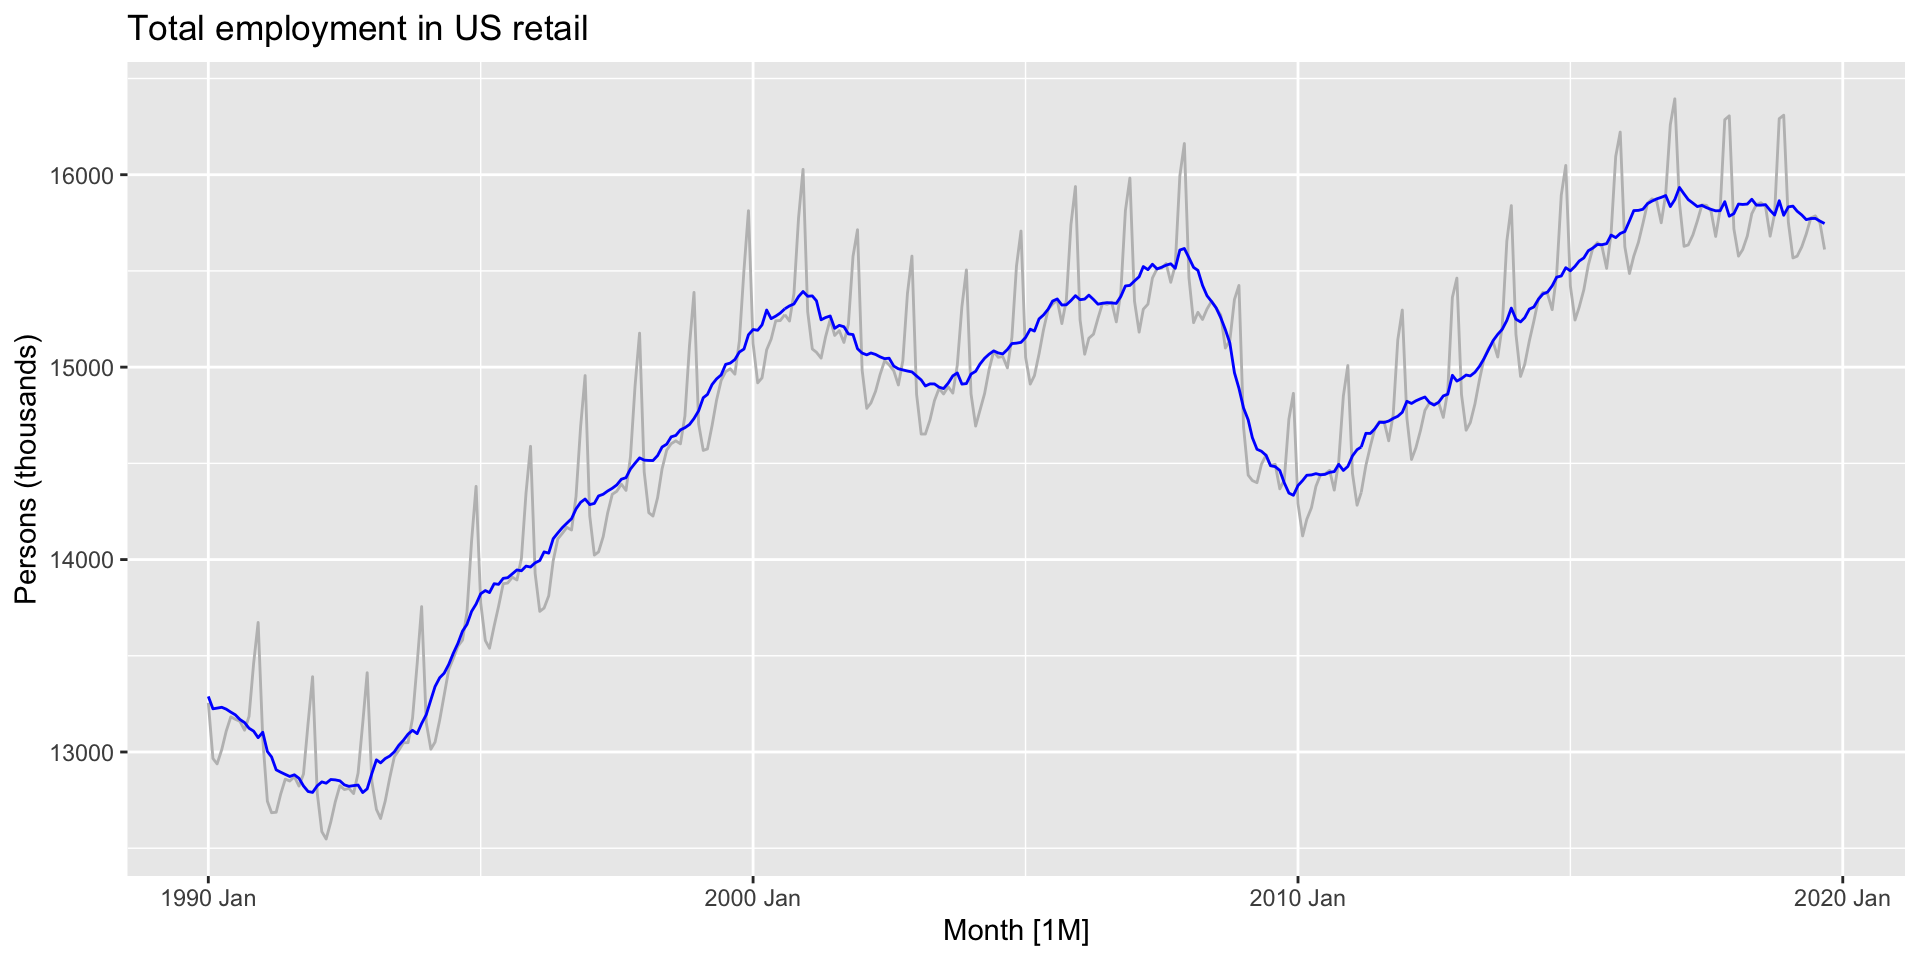 Total employment in US retail
Persons (thousands)
16000
15000
14000
13000
1990 Jan
2000 Jan
2010 Jan
2020 Jan
Month [1M]